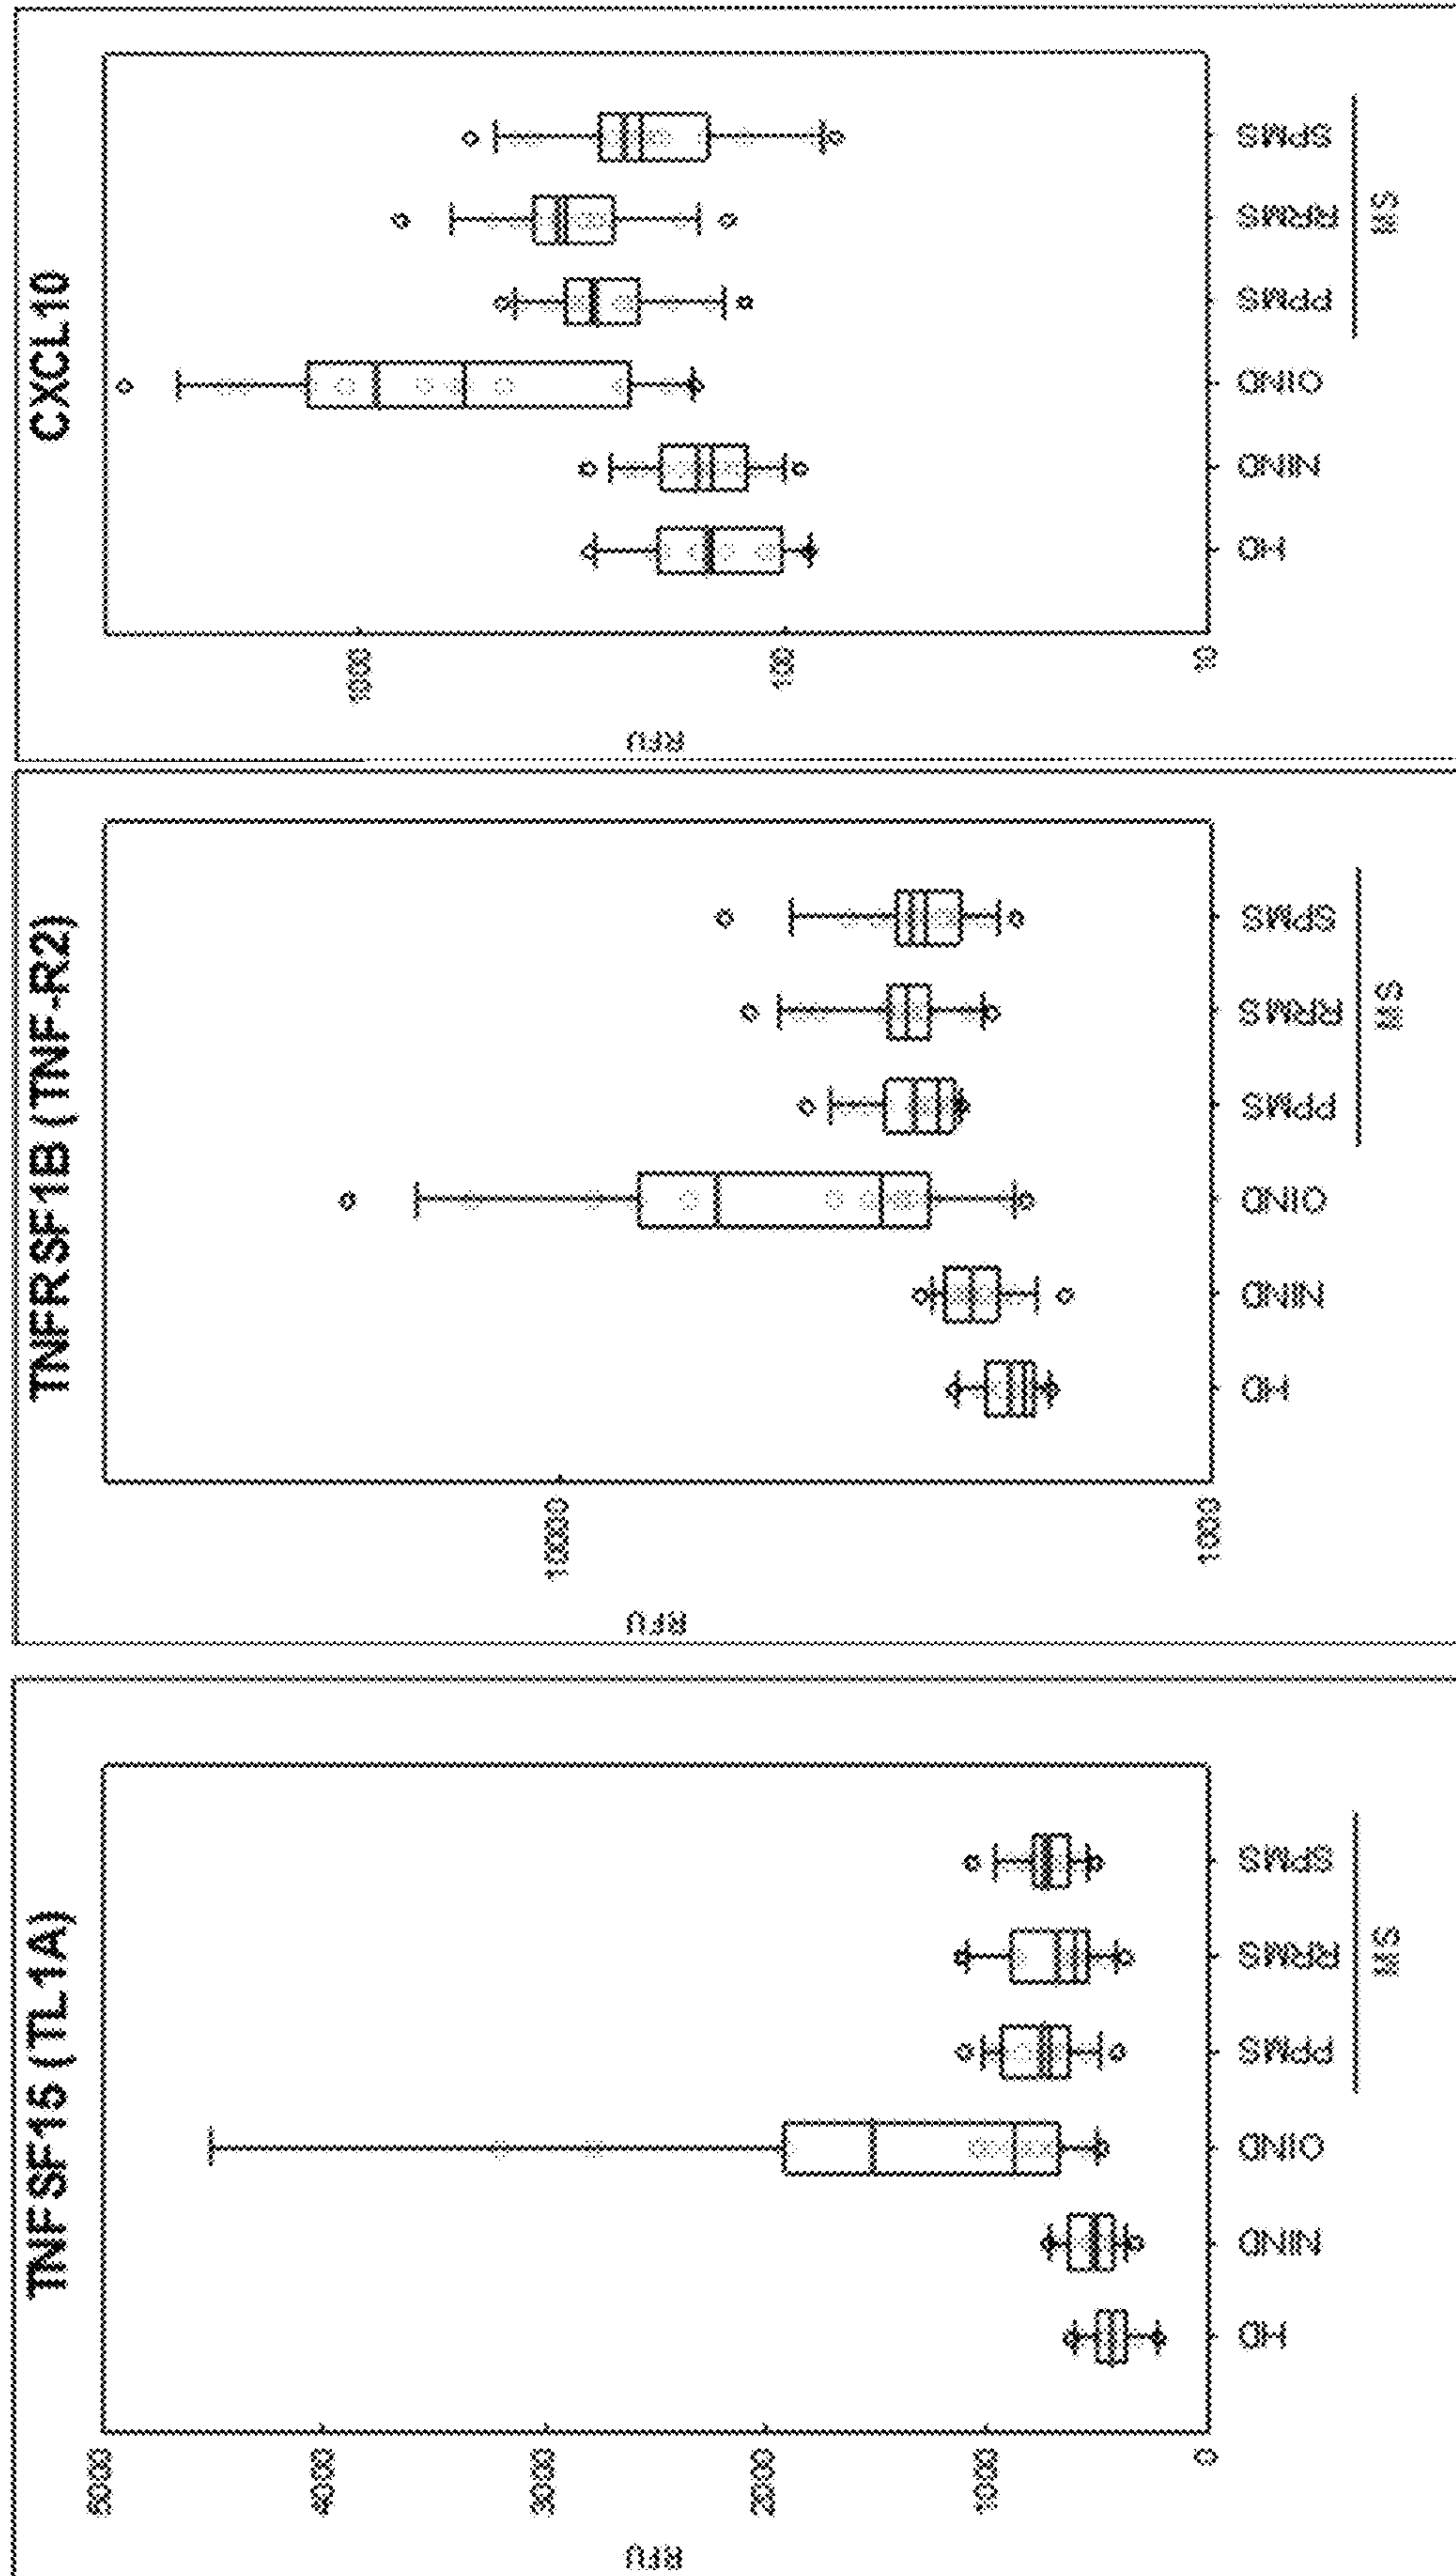 TNFSF15 (TL1A)
5000
4000
3000
2000
1000
0
RFU
HD
NIND
OIND
PPMS
RRMS
SPMS
MS
TNFRSF1B (TNF-R2)
10000
1000
RFU
HD
NIND
OIND
PPMS
RRMS
SPMS
MS
CXCL10
1000
100
10
RFU
HD
NIND
OIND
PPMS
RRMS
SPMS
MS